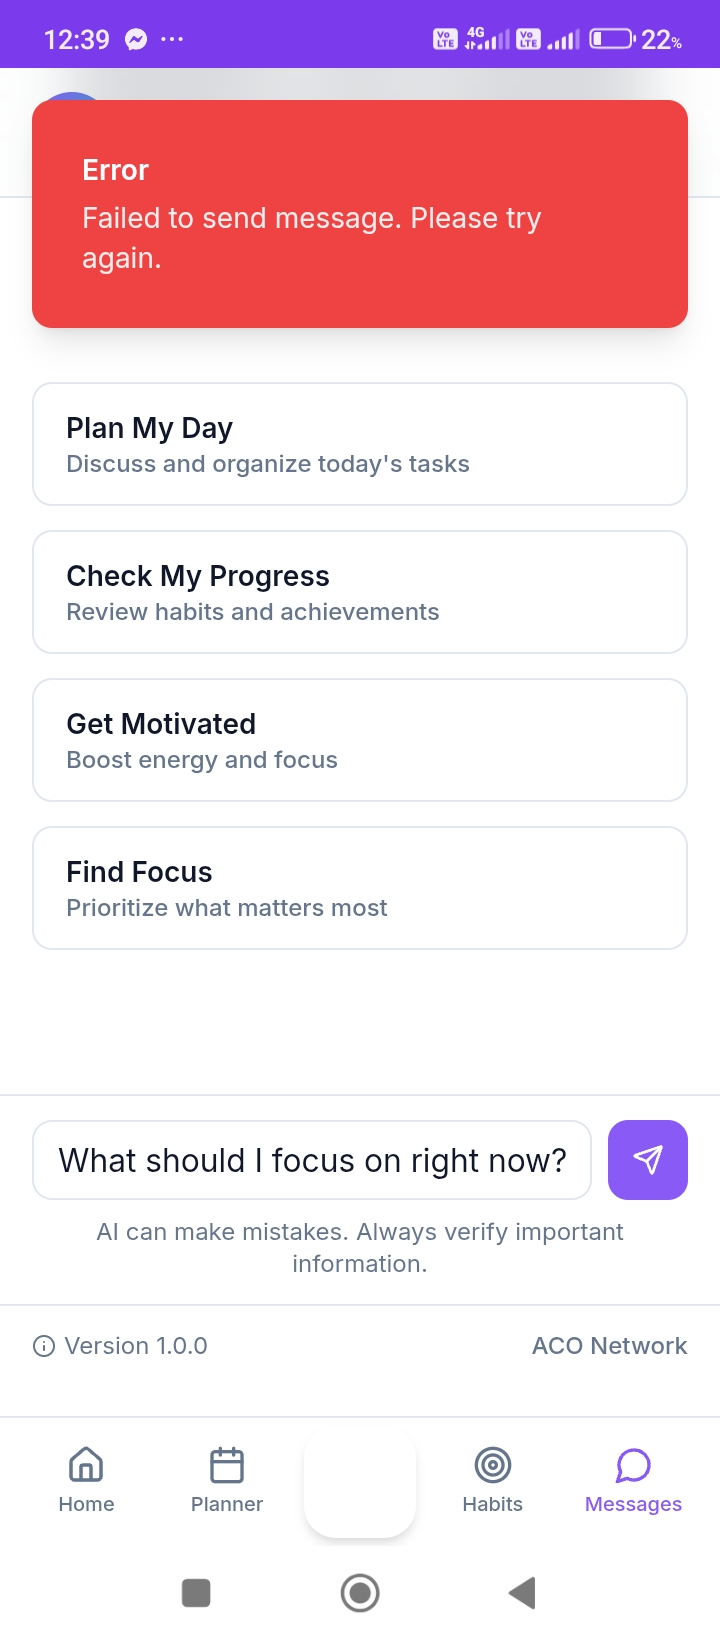 12:39
Vo LTE 4G Vo LTE 22%
Error
Failed to send message. Please try
again.
Plan My Day
Discuss and organize today's tasks
Check My Progress
Review habits and achievements
Get Motivated
Boost energy and focus
Find Focus
Prioritize what matters most
What should I focus on right now?
AI can make mistakes. Always verify important
information.
Version 1.0.0 ACO Network
Home Planner Habits Messages